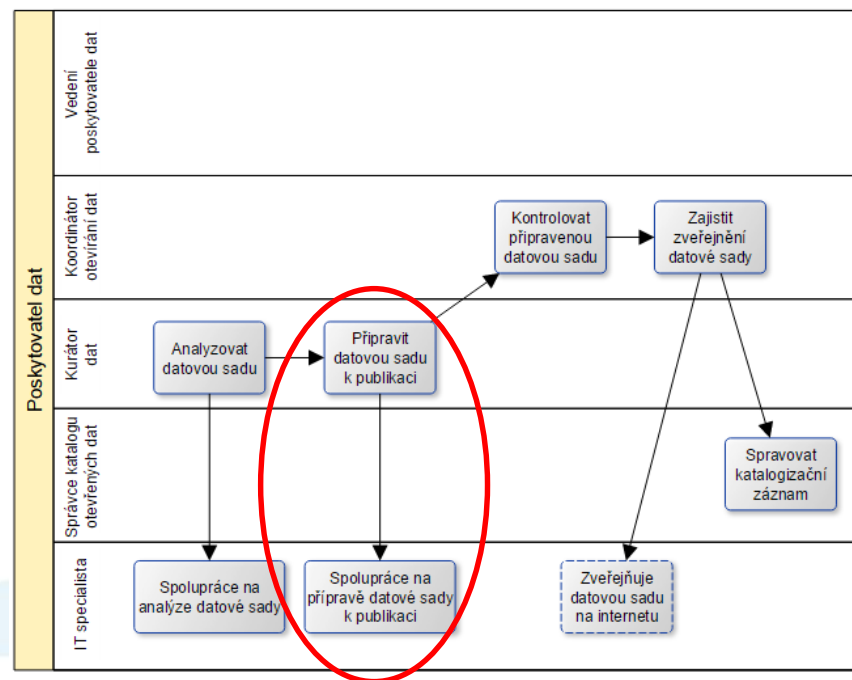 Poskytovatel dat
Vedení
poskytovatele dat
Koordinátor
otevírání dat
Kontrolovat
připravenou
datovou sadu
Zajistit
zveřejnění
datové sady
Kurátor
dat
Analyzovat
datovou sadu
Připravit
datovou sadu
k publikaci
Správce katalogu
otevřených dat
Spravovat
katalogizační
záznam
IT specialista
Spolupráce na
analýze datové sady
Spolupráce na
přípravě datové sady
k publikaci
Zveřejňuje
datovou sadu
na internetu